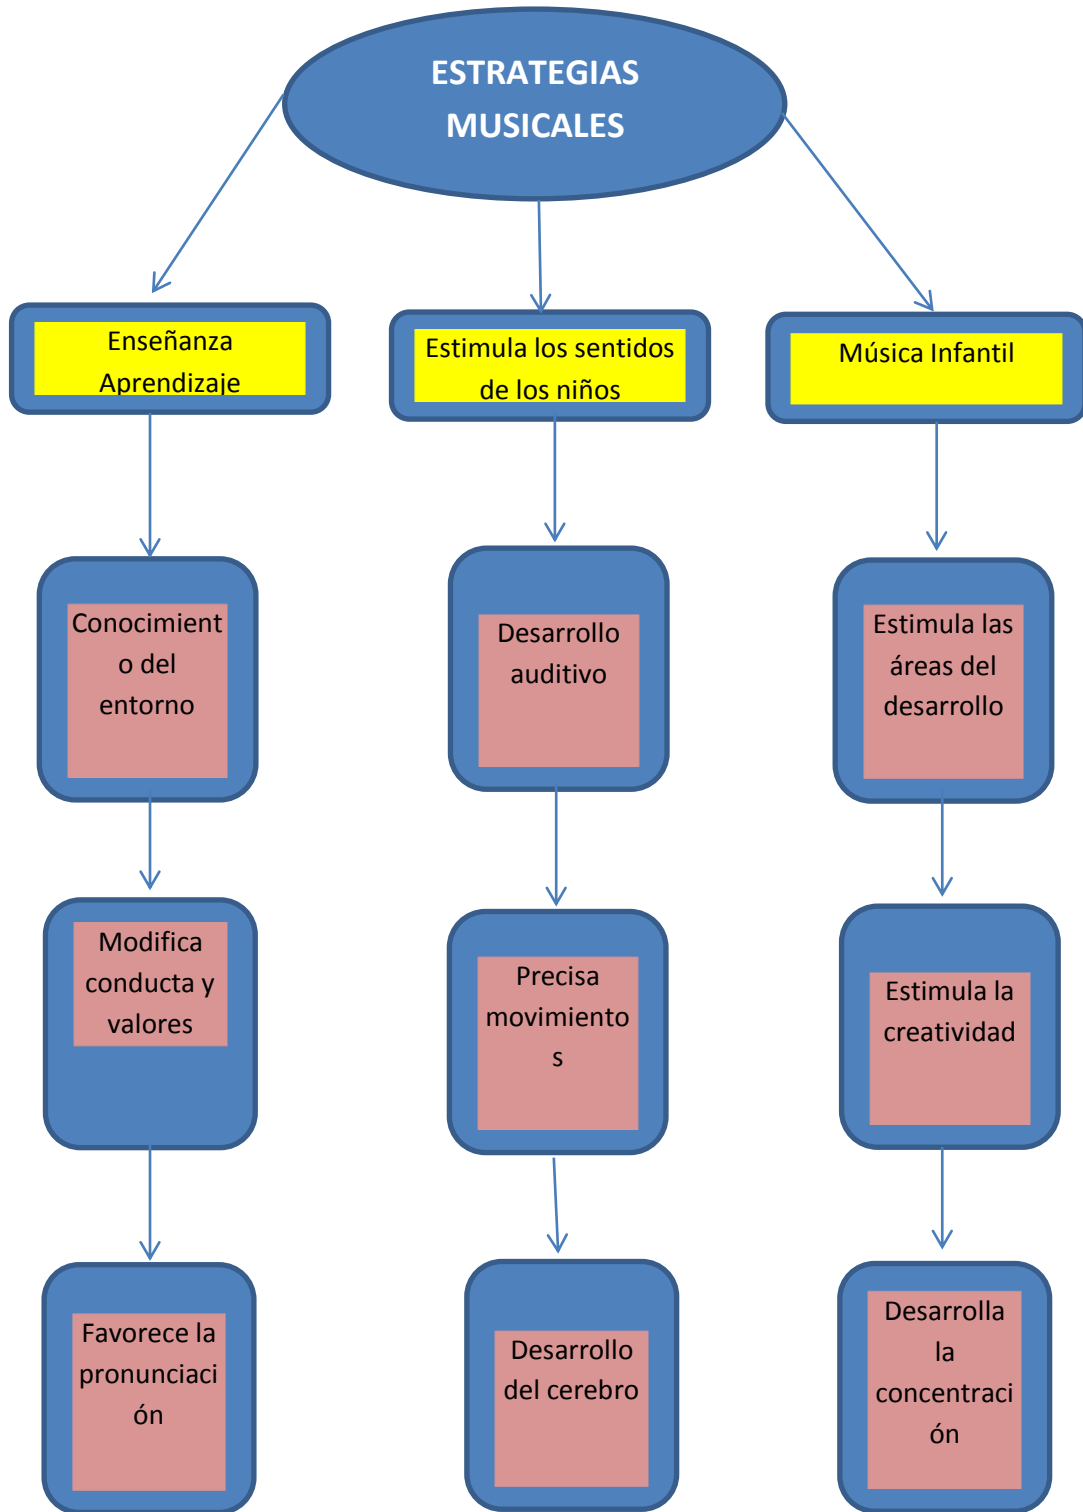 ESTRATEGIAS
MUSICALES
Enseñanza
Aprendizaje
Estimula los sentidos
de los niños
Música Infantil
Conocimient
o del
entorno
Desarrollo
auditivo
Estimula las
áreas del
desarrollo
Modifica
conducta y
valores
Precisa
movimiento
s
Estimula la
creatividad
Favorece la
pronunciaci
ón
Desarrollo
del cerebro
Desarrolla
la
concentraci
ón